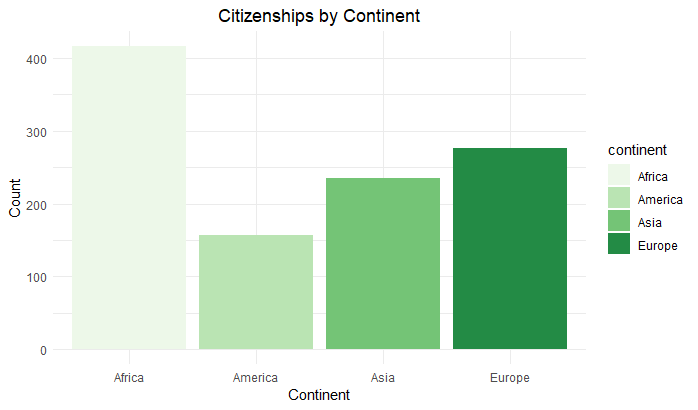 Citizenships by Continent
Count
400
300
200
100
0
Africa
America
Asia
Europe
Continent
continent
Africa
America
Asia
Europe